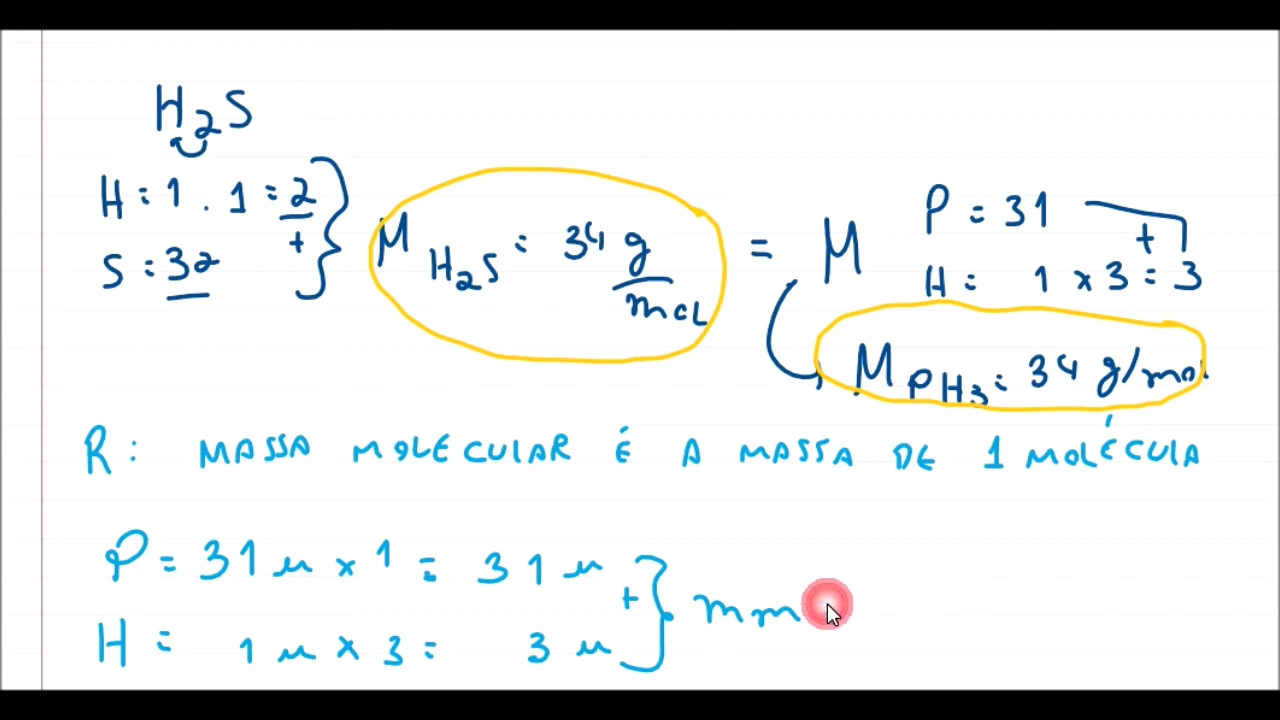 H₂S
H = 1 . 1 = 2
+
S = 32
M H₂S = 34 g/mol = M
P = 31
+
H = 1 x 3 = 3
M PH₃ = 34 g/mol
R: MASSA MOLECULAR É A MASSA DE 1 MOLÉCULA
P = 31 u x 1 = 31 u
+
H = 1 u x 3 = 3 u
mm